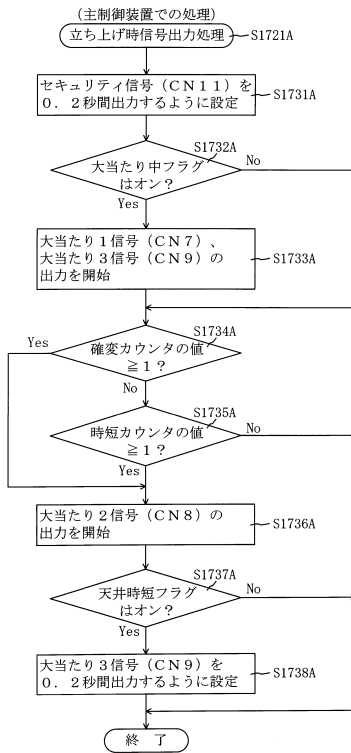 (主制御装置での処理)
立ち上げ時信号出力処理
S1721A
セキュリティ信号(CN11)を
0.2秒間出力するように設定
S1731A
S1732A
大当たり中フラグ
はオン?
No
Yes
大当たり1信号(CN7)、
大当たり3信号(CN9)の
出力を開始
S1733A
S1734A
Yes
確変カウンタの値
≧1?
No
S1735A
時短カウンタの値
≧1?
No
Yes
大当たり2信号(CN8)の
出力を開始
S1736A
S1737A
天井時短フラグ
はオン?
No
Yes
大当たり3信号(CN9)を
0.2秒間出力するように設定
S1738A
終 了